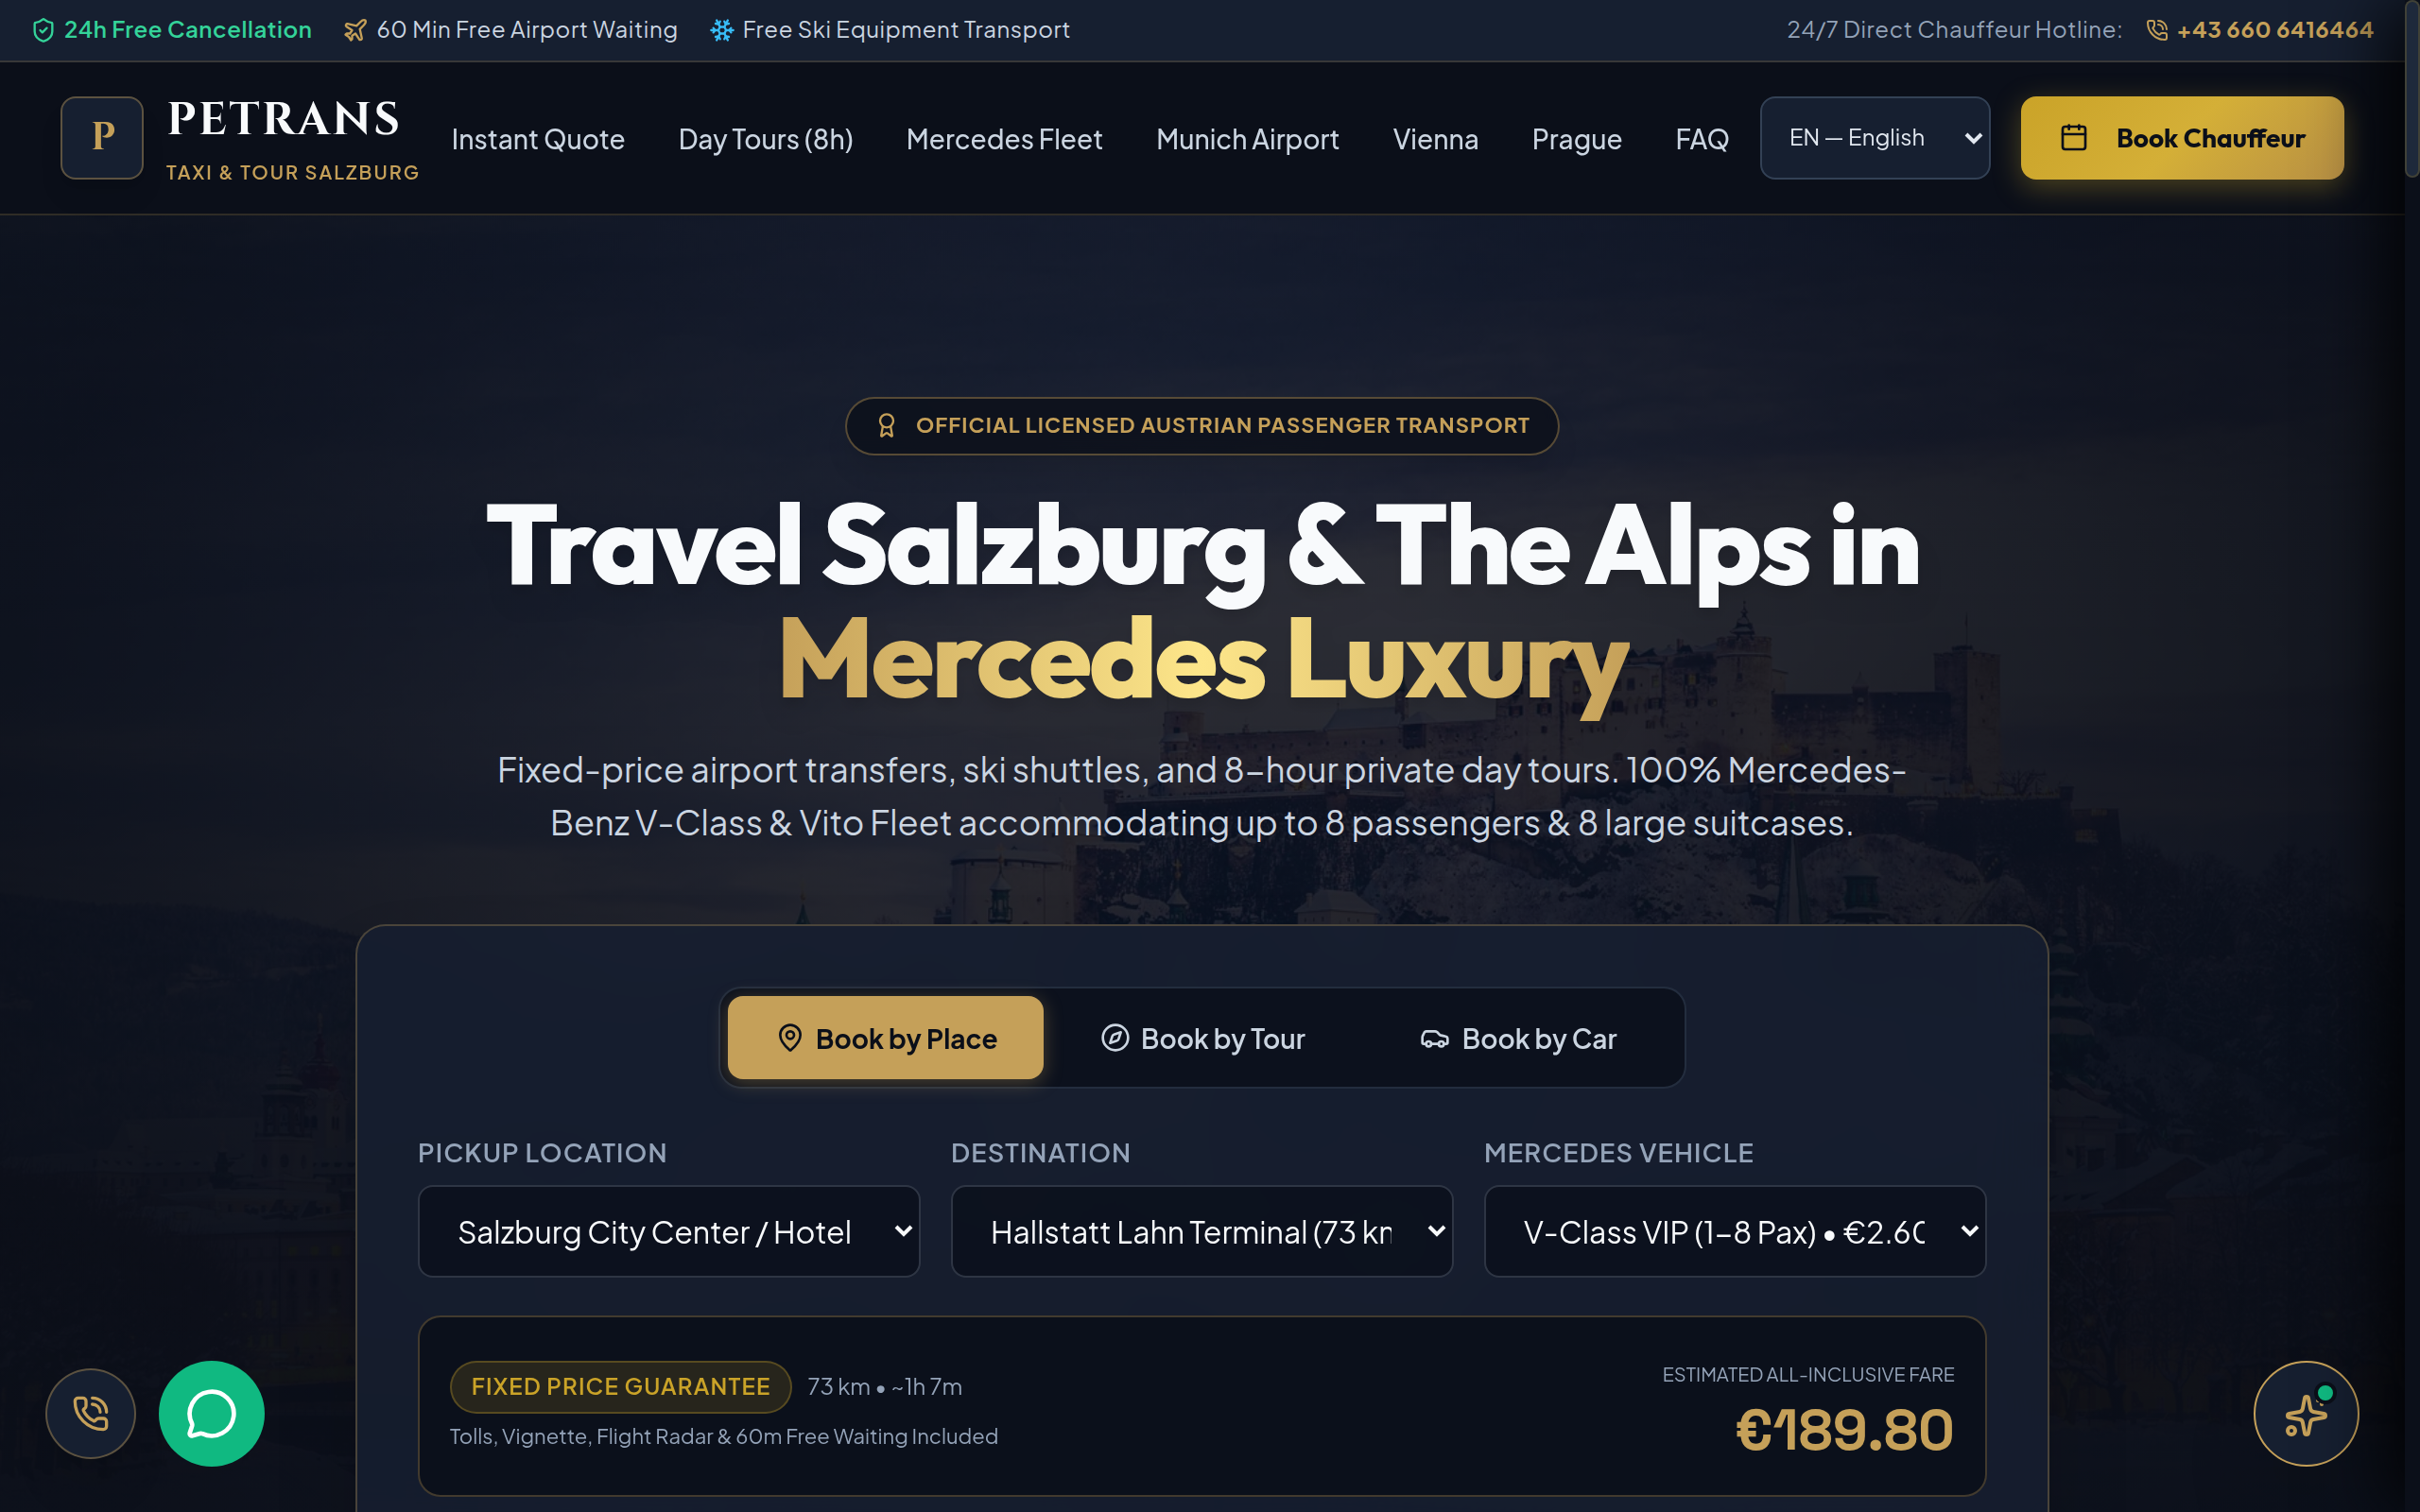 24h Free Cancellation
60 Min Free Airport Waiting
Free Ski Equipment Transport
24/7 Direct Chauffeur Hotline:
+43 660 6416464
P
PETRANS
TAXI & TOUR SALZBURG
Instant Quote
Day Tours (8h)
Mercedes Fleet
Munich Airport
Vienna
Prague
FAQ
EN — English
Book Chauffeur
OFFICIAL LICENSED AUSTRIAN PASSENGER TRANSPORT
Travel Salzburg & The Alps in
Mercedes Luxury
Fixed-price airport transfers, ski shuttles, and 8–hour private day tours. 100% Mercedes-
Benz V-Class & Vito Fleet accommodating up to 8 passengers & 8 large suitcases.
Book by Place
Book by Tour
Book by Car
PICKUP LOCATION
DESTINATION
MERCEDES VEHICLE
Salzburg City Center / Hotel
Hallstatt Lahn Terminal (73 km
V-Class VIP (1–8 Pax) • €2.60
FIXED PRICE GUARANTEE
73 km • ~1h 7m
Tolls, Vignette, Flight Radar & 60m Free Waiting Included
ESTIMATED ALL-INCLUSIVE FARE
€189.80